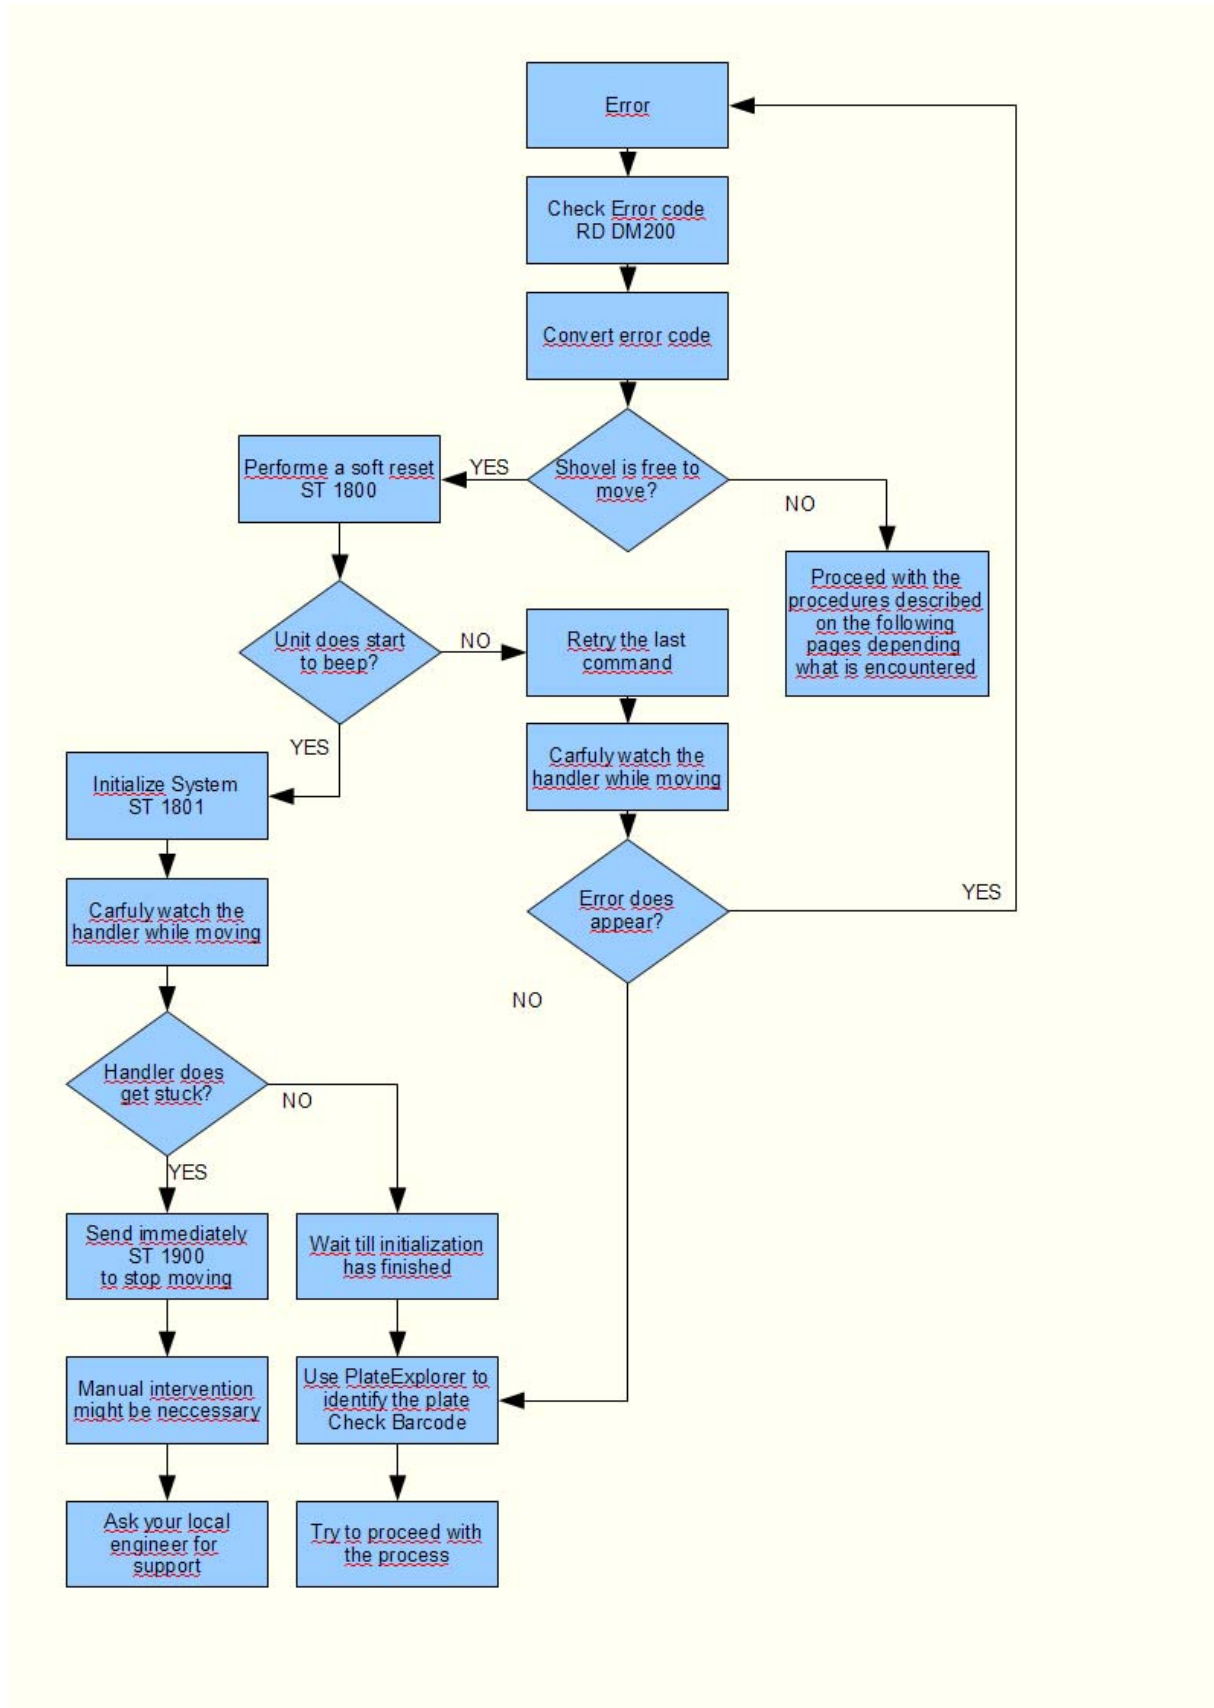 Error
Check Error code
RD DM200
Convert error code
Shovel is free to
move?
YES
NO
Performe a soft reset
ST 1800
Proceed with the
procedures described
on the following
pages depending
what is encountered
Unit does start
to beep?
NO
YES
Retry the last
command
Carfuly watch the
handler while moving
Initialize System
ST 1801
Error does
appear?
YES
NO
Carfuly watch the
handler while moving
Handler does
get stuck?
NO
YES
Send immediately
ST 1900
to stop moving
Wait till initialization
has finished
Manual intervention
might be neccessary
Use PlateExplorer to
identify the plate
Check Barcode
Ask your local
engineer for
support
Try to proceed with
the process